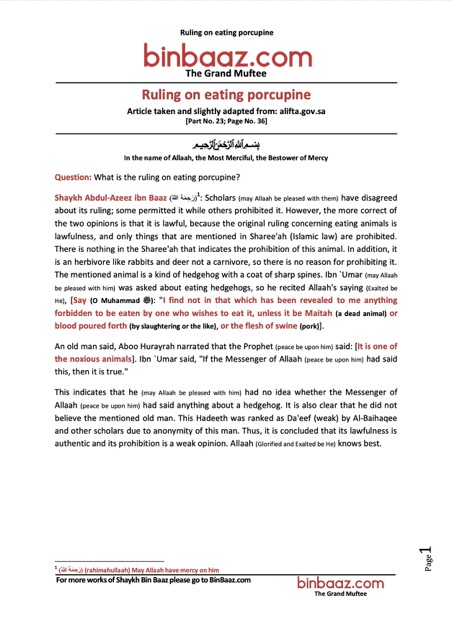 Ruling on eating porcupine
binbaaz.com
The Grand Muftee
Ruling on eating porcupine
Article taken and slightly adapted from: alifta.gov.sa
[Part No. 23; Page No. 36]
بِسْمِ اللَّهِ الرَّحْمَنِ الرَّحِيمِ
In the name of Allaah, the Most Merciful, the Bestower of Mercy
Question: What is the ruling on eating porcupine?
Shaykh Abdul-Azeez ibn Baaz (رَحِمَهُ اللهُ)1: Scholars (may Allaah be pleased with them) have disagreed
about its ruling; some permitted it while others prohibited it. However, the more correct of
the two opinions is that it is lawful, because the original ruling concerning eating animals is
lawfulness, and only things that are mentioned in Sharee'ah (Islamic law) are prohibited.
There is nothing in the Sharee'ah that indicates the prohibition of this animal. In addition, it
is an herbivore like rabbits and deer not a carnivore, so there is no reason for prohibiting it.
The mentioned animal is a kind of hedgehog with a coat of sharp spines. Ibn `Umar (may Allaah
be pleased with him) was asked about eating hedgehogs, so he recited Allaah's saying (Exalted be
He), [Say (O Muhammad ﷺ): "I find not in that which has been revealed to me anything
forbidden to be eaten by one who wishes to eat it, unless it be Maitah (a dead animal) or
blood poured forth (by slaughtering or the like), or the flesh of swine (pork)].
An old man said, Aboo Hurayrah narrated that the Prophet (peace be upon him) said: [It is one of
the noxious animals]. Ibn `Umar said, "If the Messenger of Allaah (peace be upon him) had said
this, then it is true."
This indicates that he (may Allaah be pleased with him) had no idea whether the Messenger of
Allaah (peace be upon him) had said anything about a hedgehog. It is also clear that he did not
believe the mentioned old man. This Hadeeth was ranked as Da'eef (weak) by Al-Baihaqee
and other scholars due to anonymity of this man. Thus, it is concluded that its lawfulness is
authentic and its prohibition is a weak opinion. Allaah (Glorified and Exalted be He) knows best.
Page 1
1 (رَحِمَهُ اللهُ) (rahimahullaah) May Allaah have mercy on him
For more works of Shaykh Bin Baaz please go to BinBaaz.com
binbaaz.com
The Grand Muftee